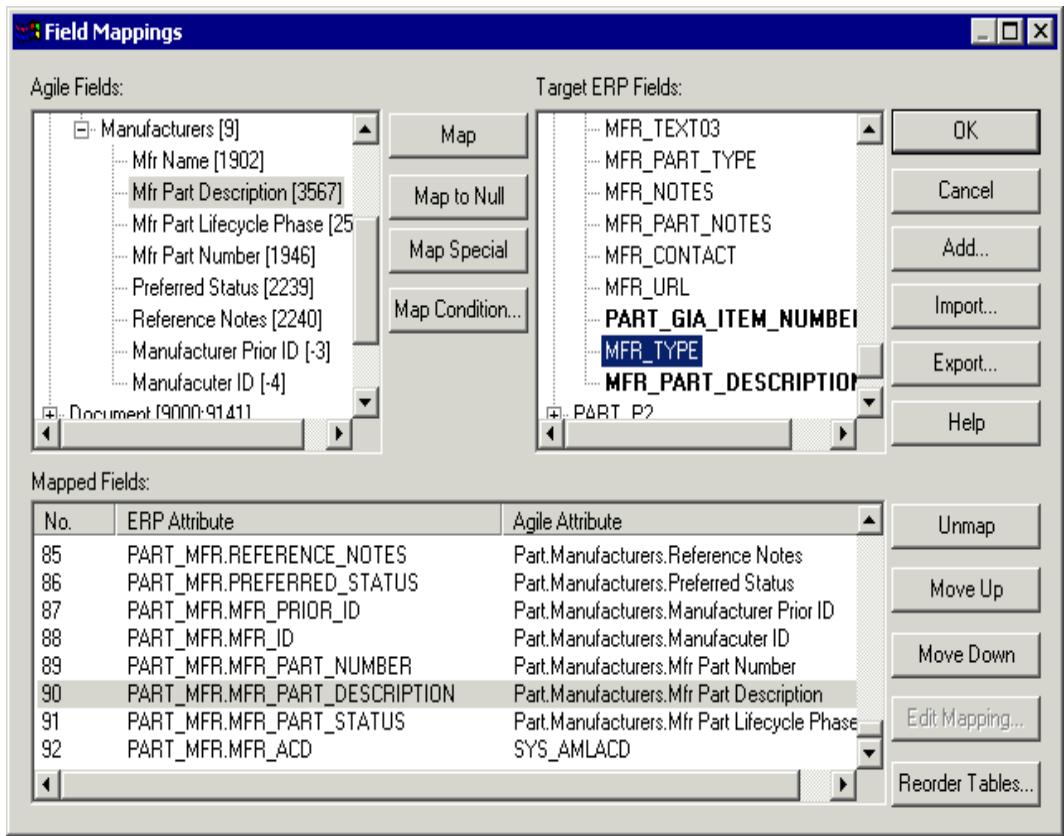 Field Mappings
Agile Fields:
Manufacturers [9]
Mfr Name [1902]
Mfr Part Description [3567]
Mfr Part Lifecycle Phase [25
Mfr Part Number [1946]
Preferred Status [2239]
Reference Notes [2240]
Manufacturer Prior ID [-3]
Manufacuter ID [-4]
Document [9000:9141]
Map
Map to Null
Map Special
Map Condition...
Target ERP Fields:
MFR_TEXT03
MFR_PART_TYPE
MFR_NOTES
MFR_PART_NOTES
MFR_CONTACT
MFR_URL
PART_GIA_ITEM_NUMBE
MFR_TYPE
MFR_PART_DESCRIPTION
PART_P2
OK
Cancel
Add...
Import...
Export...
Help
Mapped Fields:
No. ERP Attribute Agile Attribute
85 PART_MFR.REFERENCE_NOTES Part.Manufacturers.Reference Notes
86 PART_MFR.PREFERRED_STATUS Part.Manufacturers.Preferred Status
87 PART_MFR.MFR_PRIOR_ID Part.Manufacturers.Manufacturer Prior ID
88 PART_MFR.MFR_ID Part.Manufacturers.Manufacuter ID
89 PART_MFR.MFR_PART_NUMBER Part.Manufacturers.Mfr Part Number
90 PART_MFR.MFR_PART_DESCRIPTION Part.Manufacturers.Mfr Part Description
91 PART_MFR.MFR_PART_STATUS Part.Manufacturers.Mfr Part Lifecycle Phase
92 PART_MFR.MFR_ACD SYS_AMLACD
Unmap
Move Up
Move Down
Edit Mapping...
Reorder Tables...